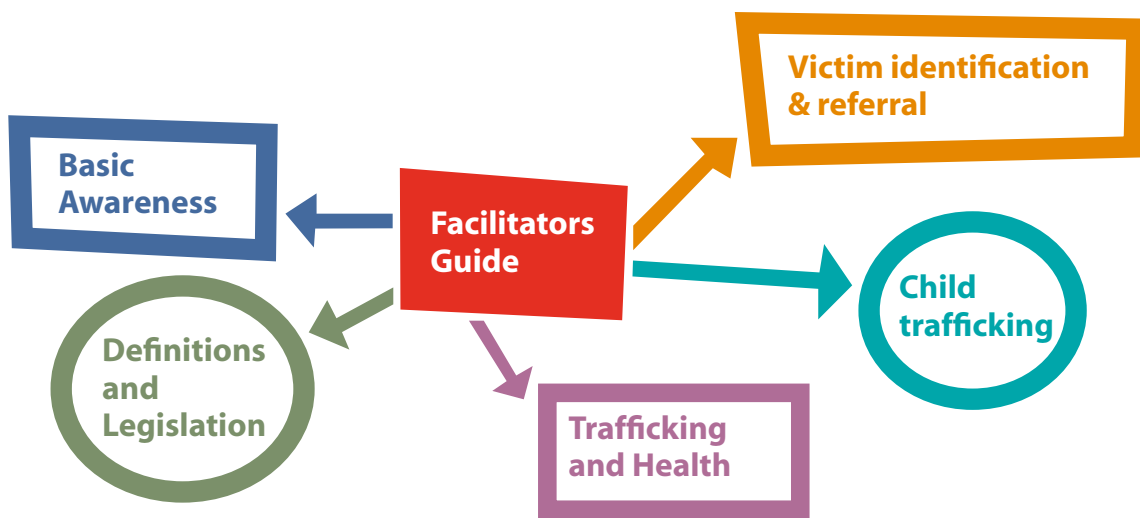 Victim identification
& referral
Basic
Awareness
Facilitators
Guide
Child
trafficking
Definitions
and
Legislation
Trafficking
and Health